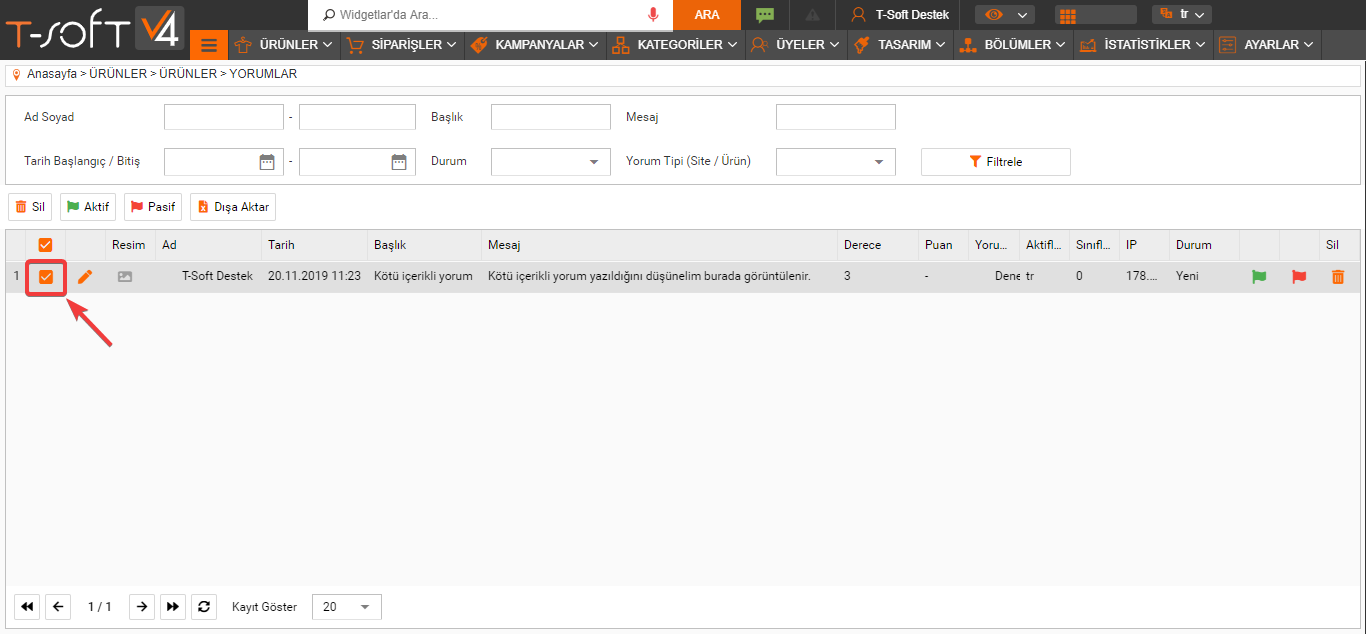 T-SOFT V4
Widgetlar'da Ara...
ARA
T-Soft Destek
tr
ÜRÜNLER
SİPARİŞLER
KAMPANYALAR
KATEGORİLER
ÜYELER
TASARIM
BÖLÜMLER
İSTATİSTİKLER
AYARLAR
Anasayfa > ÜRÜNLER > ÜRÜNLER > YORUMLAR
Ad Soyad - Başlık Mesaj
Tarih Başlangıç / Bitiş - Durum Yorum Tipi (Site / Ürün) Filtrele
Sil Aktif Pasif Dışa Aktar
Resim Ad Tarih Başlık Mesaj Derece Puan Yoru... Aktifl... Sınıfl... IP Durum Sil
1 T-Soft Destek 20.11.2019 11:23 Kötü içerikli yorum Kötü içerikli yorum yazıldığını düşünelim burada görüntülenir. 3 - Dene tr 0 178.... Yeni
1 / 1 Kayıt Göster 20